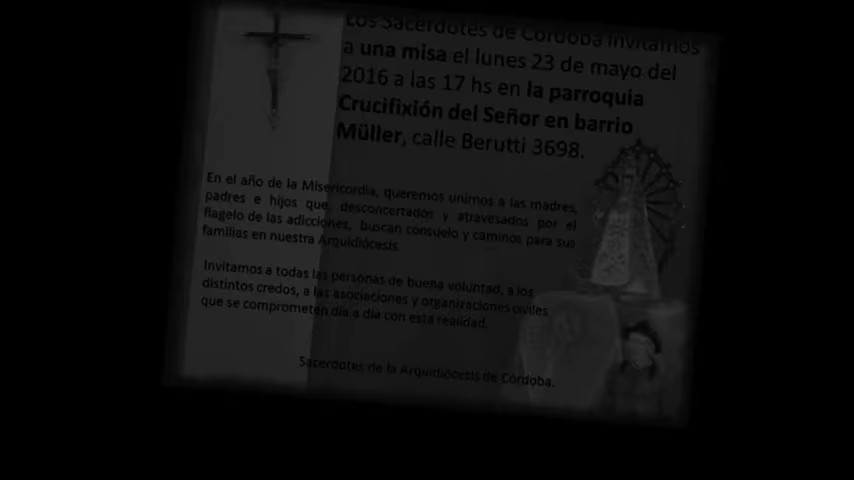 Los Sacerdotes de Córdoba invitamos
a una misa el lunes 23 de mayo del
2016 a las 17 hs en la parroquia
Crucifixión del Señor en barrio
Müller, calle Berutti 3698.
En el año de la Misericordia, queremos unirnos a las madres,
padres e hijos que, desconcertados y atravesados por el
flagelo de las adicciones, buscan consuelo y caminos para sus
familias en nuestra Arquidiócesis
Invitamos a todas las personas de buena voluntad, a los
distintos credos, a las asociaciones y organizaciones civiles
que se comprometen día a día con esta realidad.
Sacerdotes de la Arquidiócesis de Córdoba.